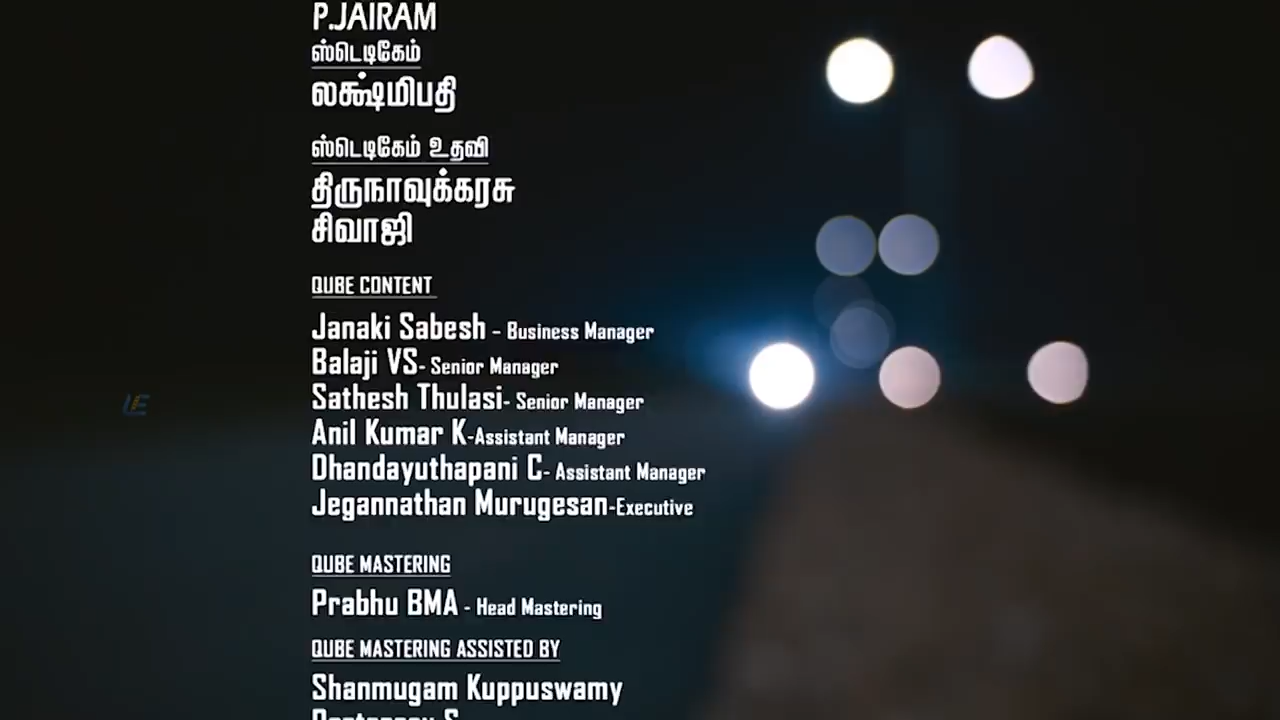 P.JAIRAM
ஸ்டெடிகேம்
லக்ஷ்மிபதி
ஸ்டெடிகேம் உதவி
திருநாவுக்கரசு
சிவாஜி
QUBE CONTENT
Janaki Sabesh - Business Manager
Balaji VS- Senior Manager
Sathesh Thulasi- Senior Manager
Anil Kumar K-Assistant Manager
Dhandayuthapani C- Assistant Manager
Jegannathan Murugesan-Executive
QUBE MASTERING
Prabhu BMA - Head Mastering
QUBE MASTERING ASSISTED BY
Shanmugam Kuppuswamy